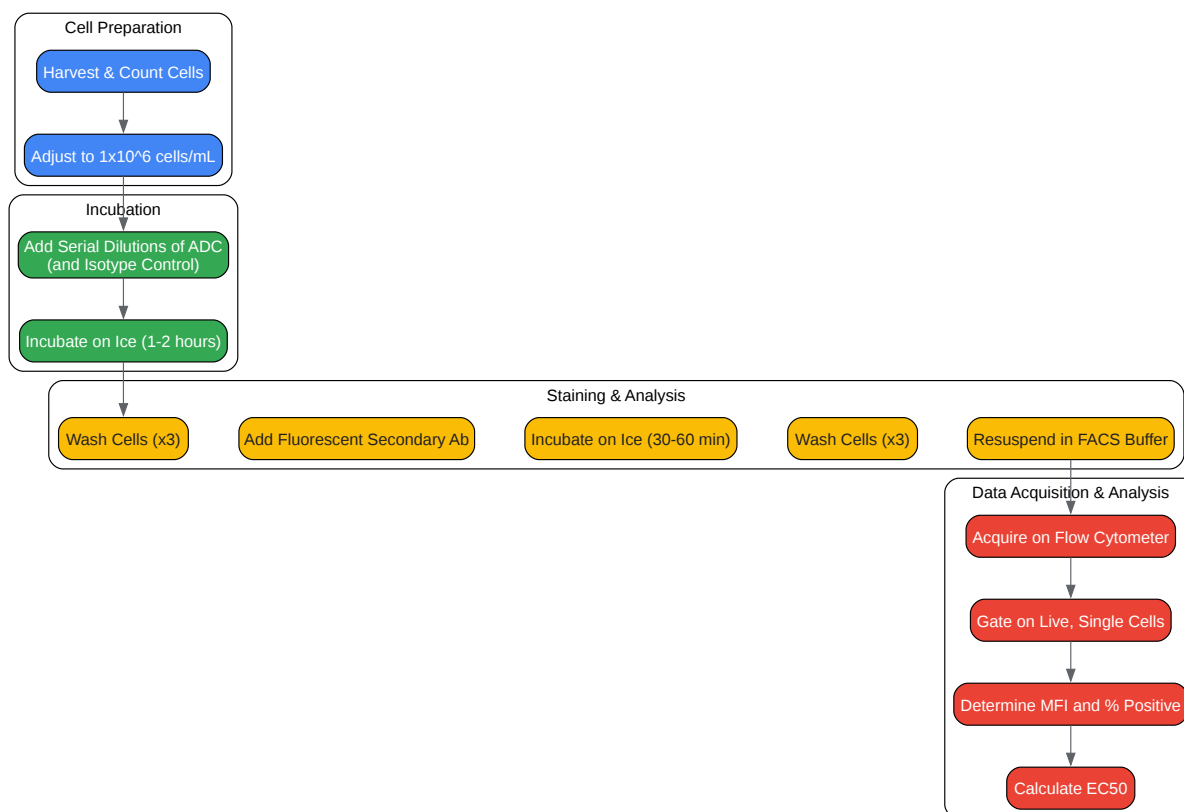 Cell Preparation
Harvest & Count Cells
Adjust to 1x10^6 cells/mL
Incubation
Add Serial Dilutions of ADC
(and Isotype Control)
Incubate on Ice (1-2 hours)
Staining & Analysis
Wash Cells (x3)
Add Fluorescent Secondary Ab
Incubate on Ice (30-60 min)
Wash Cells (x3)
Resuspend in FACS Buffer
Data Acquisition & Analysis
Acquire on Flow Cytometer
Gate on Live, Single Cells
Determine MFI and % Positive
Calculate EC50